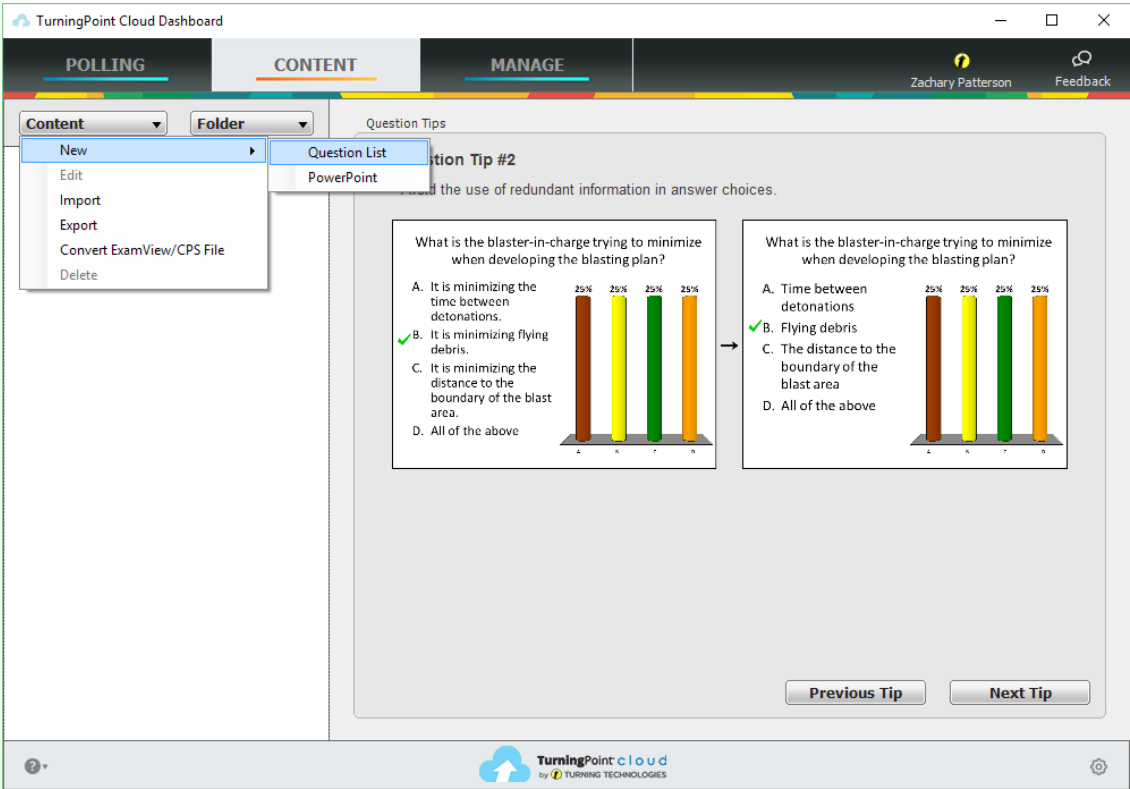 TurningPoint Cloud Dashboard
POLLING
CONTENT
MANAGE
Zachary Patterson
Feedback
Content
Folder
New
Edit
Import
Export
Convert ExamView/CPS File
Delete
Question List
PowerPoint
Question Tips
stion Tip #2
the use of redundant information in answer choices.
What is the blaster-in-charge trying to minimize
when developing the blasting plan?
A. It is minimizing the
time between
detonations.
B. It is minimizing flying
debris.
C. It is minimizing the
distance to the
boundary of the blast
area.
D. All of the above
25% 25% 25% 25%
What is the blaster-in-charge trying to minimize
when developing the blasting plan?
A. Time between
detonations
B. Flying debris
C. The distance to the
boundary of the
blast area
D. All of the above
25% 25% 25% 25%
Previous Tip
Next Tip
TurningPoint cloud
by TURNING TECHNOLOGIES